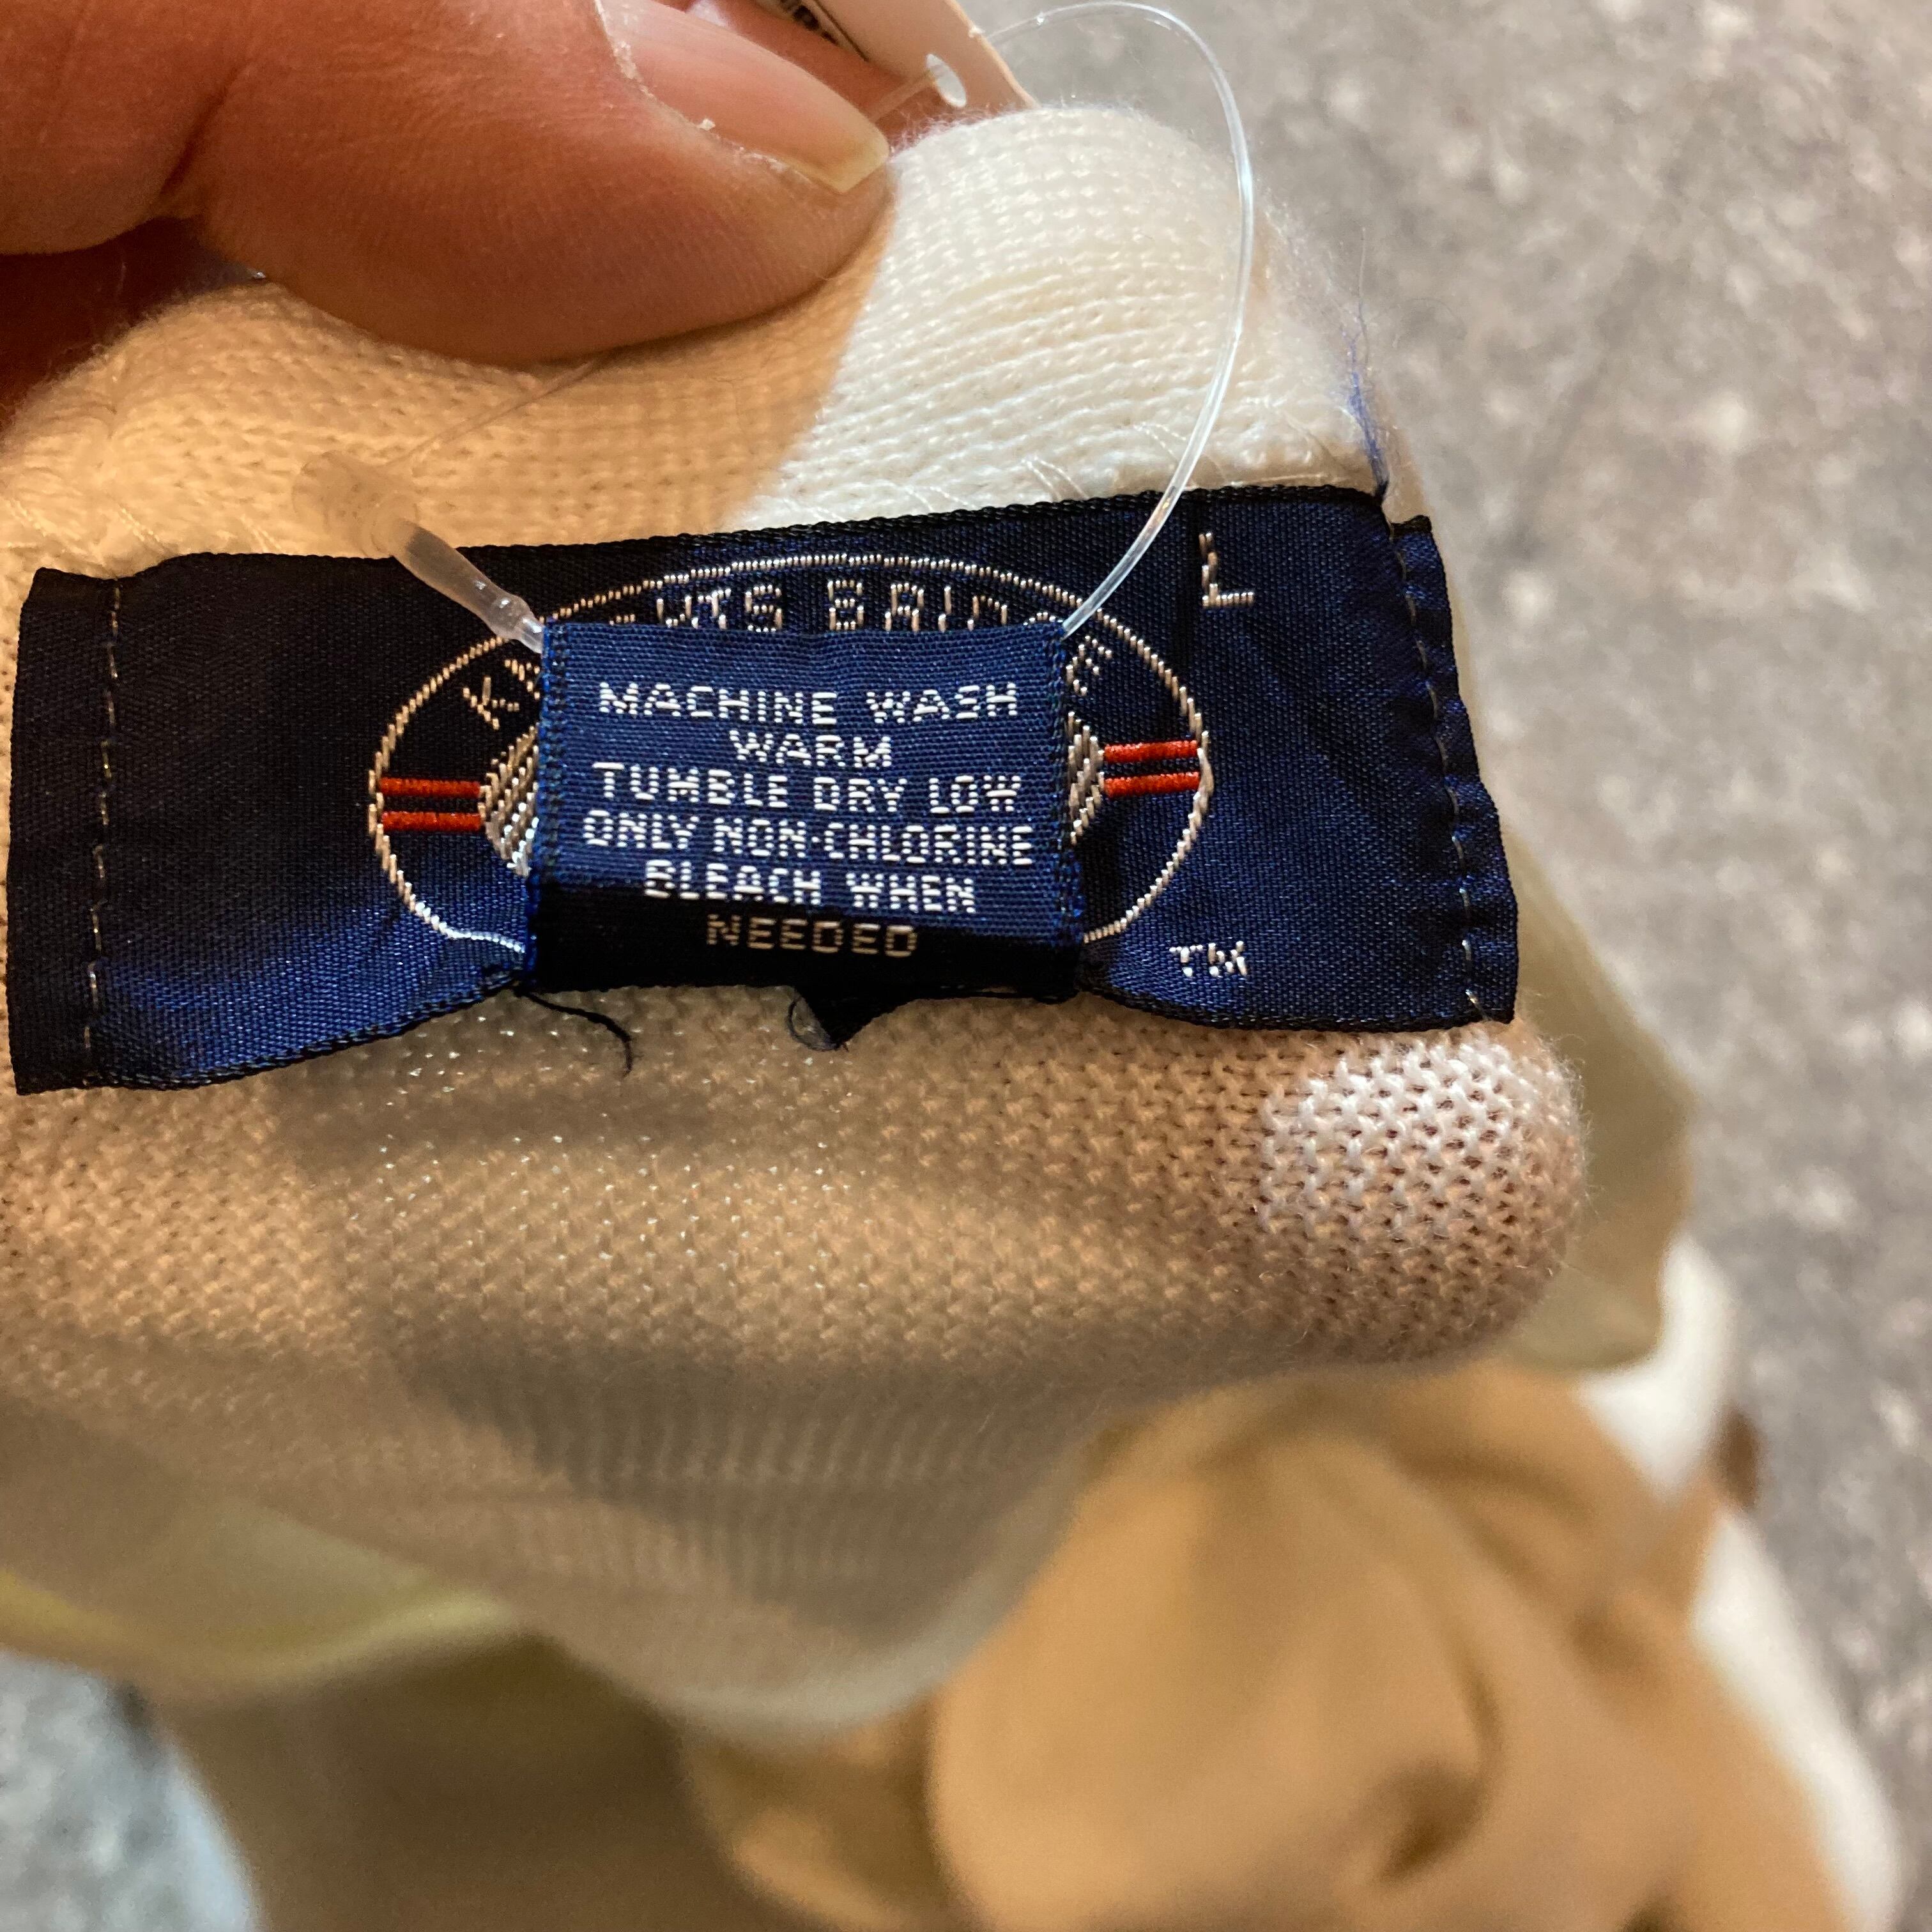 L
MACHINE WASH
WARM
TUMBLE DRY LOW
ONLY NON-CHLORINE
BLEACH WHEN
NEEDED
TM